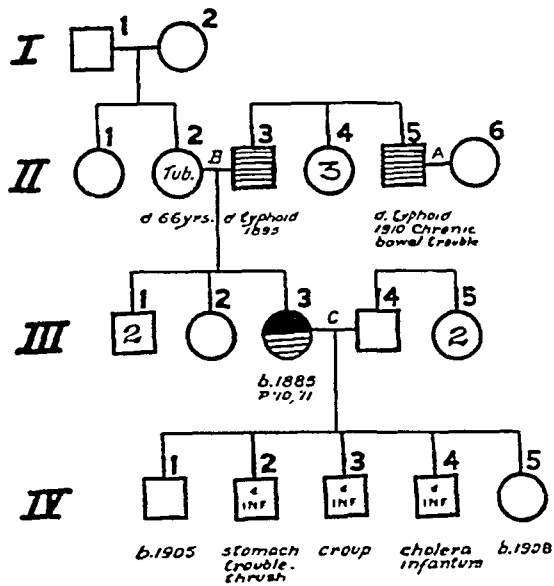 I 1 2
1 2 3 4 5 6
II Tub. B 3 A
d 66yrs. d Typhoid d. Typhoid
1895 1910 Chronic
bowel trouble
1 2 3 4 5
III 2 C 2
b.1885
P '10, '11
1 2 3 4 5
IV d d d
INF INF INF
b.1905 stomach croup cholera b.1908
trouble. infantum
thrush